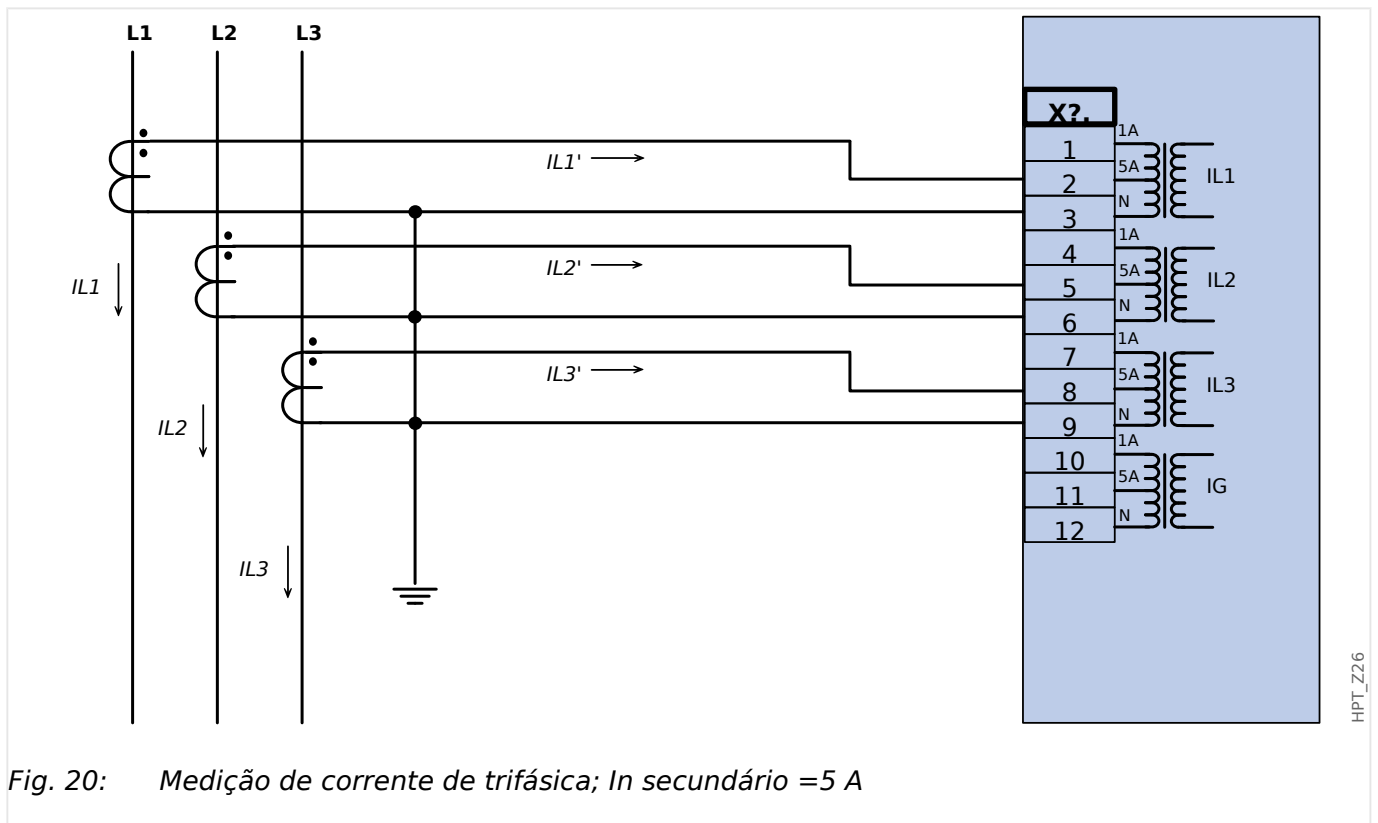 L1 L2 L3
X?.
1A
1
IL1'
5A
IL1
2
N
3
1A
4
IL2'
5A
IL2
IL1
5
N
6
1A
7
IL3'
5A
IL3
8
N
9
IL2
1A
10
5A
IG
11
N
12
IL3
HPT_Z26
Fig. 20: Medição de corrente de trifásica; In secundário =5 A